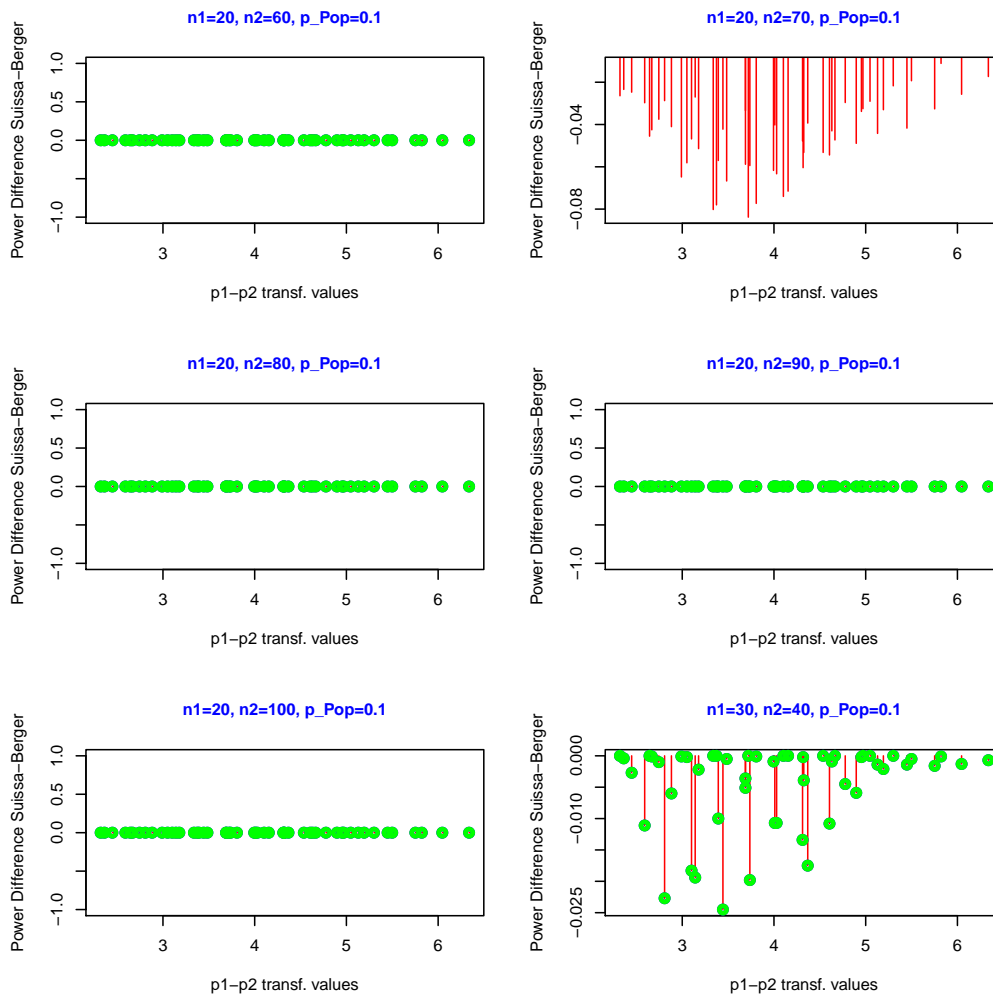 n1=20, n2=60, p_Pop=0.1
Power Difference Suissa−Berger
1.0
0.5
0.0
−1.0
3 4 5 6
p1−p2 transf. values
n1=20, n2=70, p_Pop=0.1
Power Difference Suissa−Berger
−0.04
−0.08
3 4 5 6
p1−p2 transf. values
n1=20, n2=80, p_Pop=0.1
Power Difference Suissa−Berger
1.0
0.5
0.0
−1.0
3 4 5 6
p1−p2 transf. values
n1=20, n2=90, p_Pop=0.1
Power Difference Suissa−Berger
1.0
0.5
0.0
−1.0
3 4 5 6
p1−p2 transf. values
n1=20, n2=100, p_Pop=0.1
Power Difference Suissa−Berger
1.0
0.5
0.0
−1.0
3 4 5 6
p1−p2 transf. values
n1=30, n2=40, p_Pop=0.1
Power Difference Suissa−Berger
0.000
−0.010
−0.025
3 4 5 6
p1−p2 transf. values